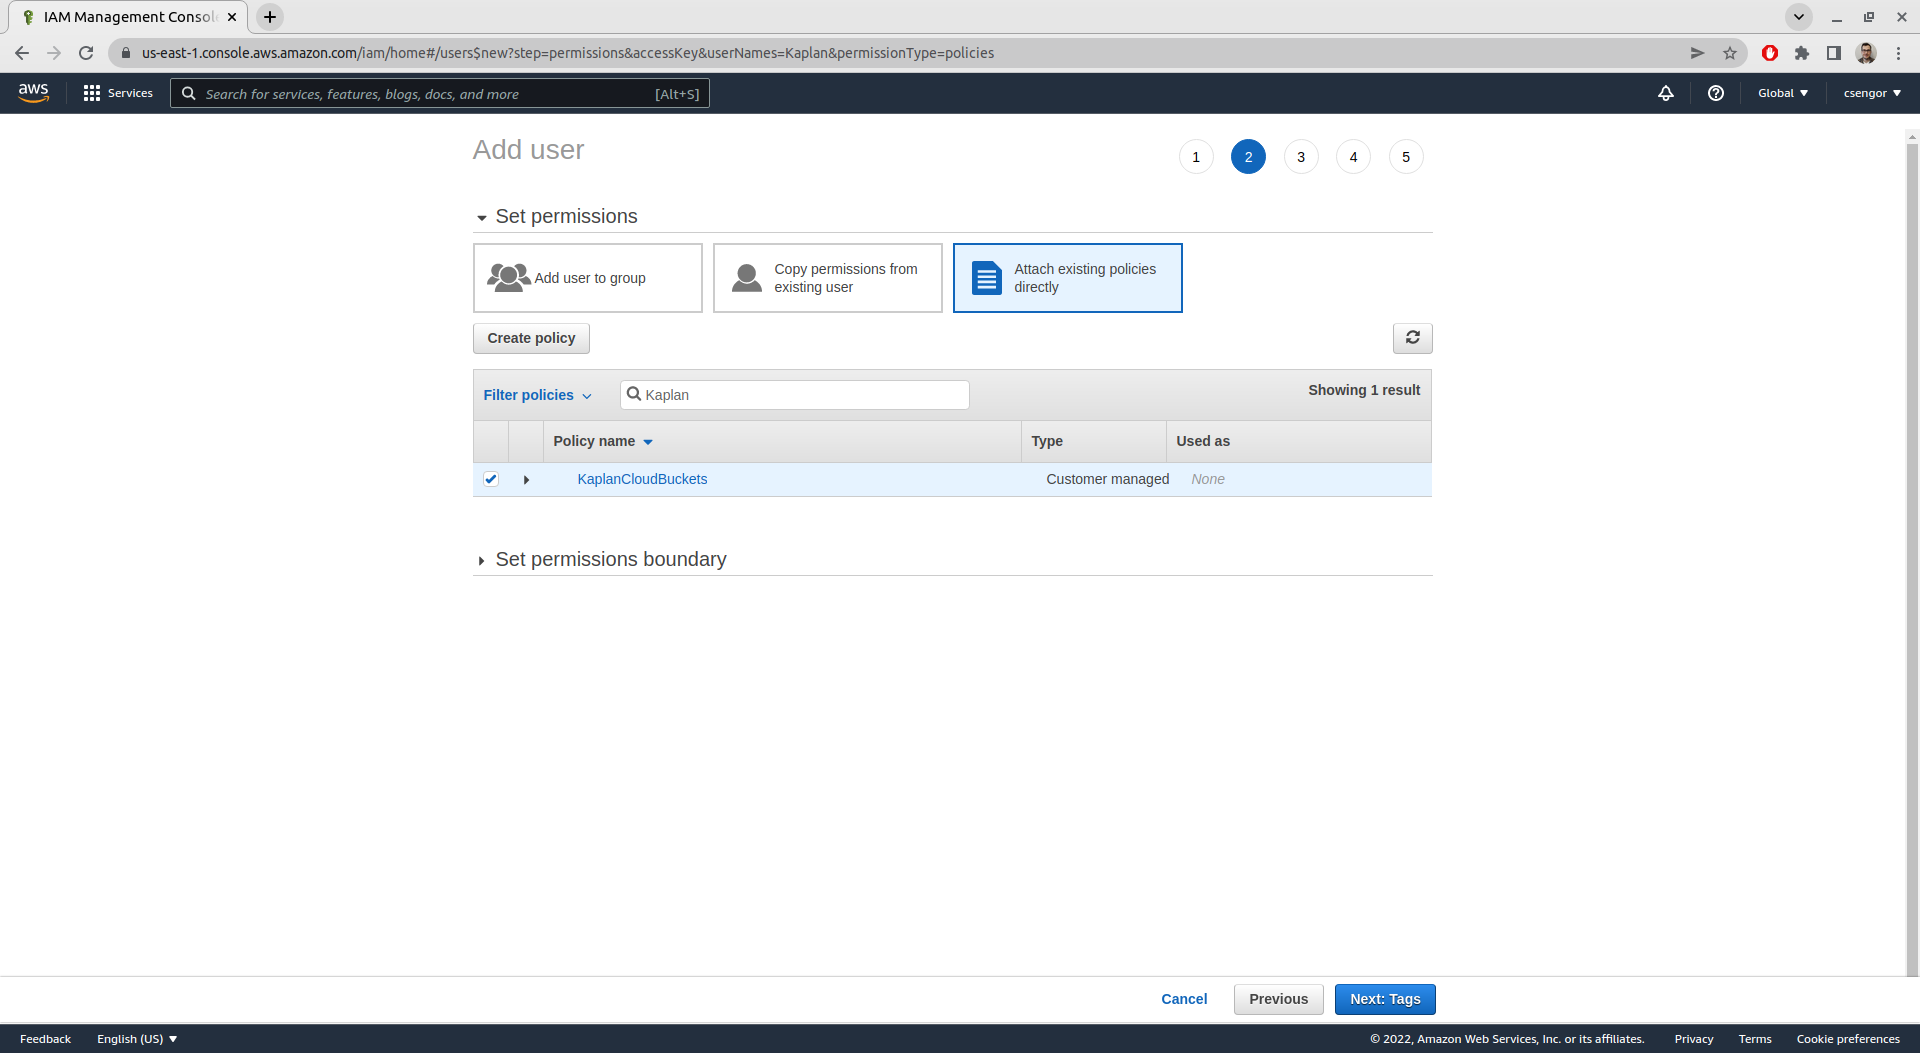 IAM Management Consol
us-east-1.console.aws.amazon.com/iam/home#/users$new?step=permissions&accessKey&userNames=Kaplan&permissionType=policies
aws
Services
Search for services, features, blogs, docs, and more
[Alt+S]
Global
csengor
Add user
1
2
3
4
5
Set permissions
Add user to group
Copy permissions from
existing user
Attach existing policies
directly
Create policy
Filter policies
Kaplan
Showing 1 result
Policy name
Type
Used as
KaplanCloudBuckets
Customer managed
None
Set permissions boundary
Cancel
Previous
Next: Tags
Feedback
English (US)
© 2022, Amazon Web Services, Inc. or its affiliates.
Privacy
Terms
Cookie preferences